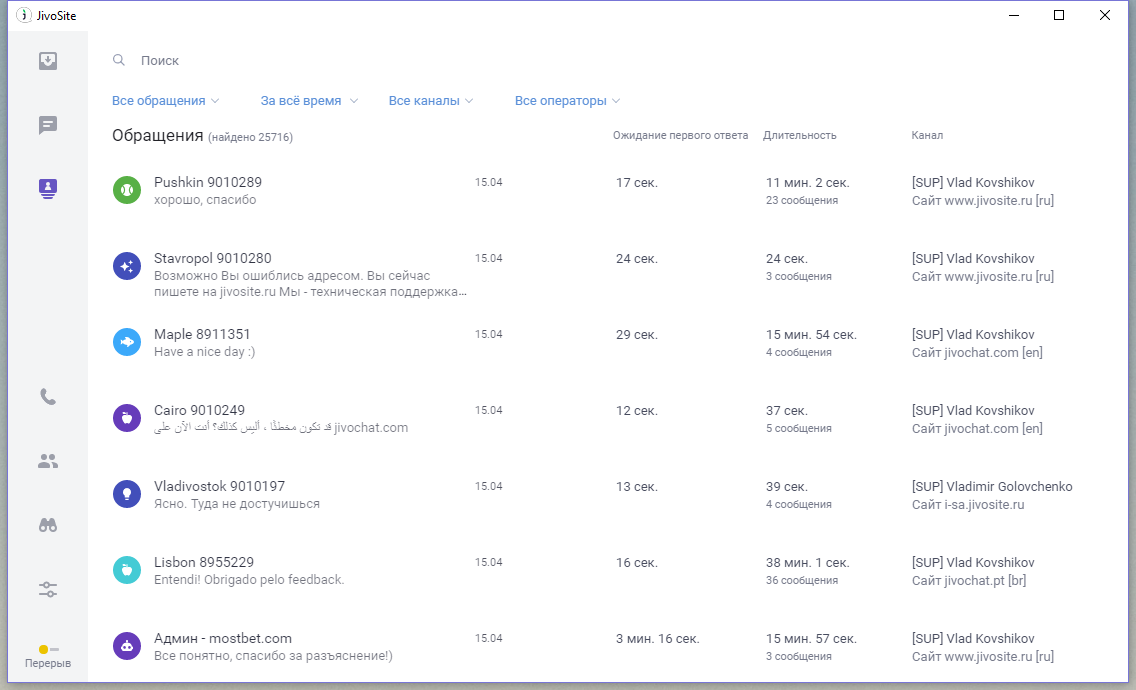 JivoSite
Поиск
Все обращения За всё время Все каналы Все операторы
Обращения (найдено 25716) Ожидание первого ответа Длительность Канал
Pushkin 9010289 15.04 17 сек. 11 мин. 2 сек. [SUP] Vlad Kovshikov
хорошо, спасибо 23 сообщения Сайт www.jivosite.ru [ru]
Stavropol 9010280 15.04 24 сек. 24 сек. [SUP] Vlad Kovshikov
Возможно Вы ошиблись адресом. Вы сейчас 3 сообщения Сайт www.jivosite.ru [ru]
пишете на jivosite.ru Мы - техническая поддержка...
Maple 8911351 15.04 29 сек. 15 мин. 54 сек. [SUP] Vlad Kovshikov
Have a nice day :) 4 сообщения Сайт jivochat.com [en]
Cairo 9010249 15.04 12 сек. 37 сек. [SUP] Vlad Kovshikov
قد تكون مخطئًا ، أليس كذلك؟ أنت الآن على jivochat.com 5 сообщения Сайт jivochat.com [en]
Vladivostok 9010197 15.04 13 сек. 39 сек. [SUP] Vladimir Golovchenko
Ясно. Туда не достучишься 4 сообщения Сайт i-sa.jivosite.ru
Lisbon 8955229 15.04 16 сек. 38 мин. 1 сек. [SUP] Vlad Kovshikov
Entendi! Obrigado pelo feedback. 36 сообщения Сайт jivochat.pt [br]
Админ - mostbet.com 15.04 3 мин. 16 сек. 15 мин. 57 сек. [SUP] Vlad Kovshikov
Все понятно, спасибо за разъяснение!) 3 сообщения Сайт www.jivosite.ru [ru]
Перерыв